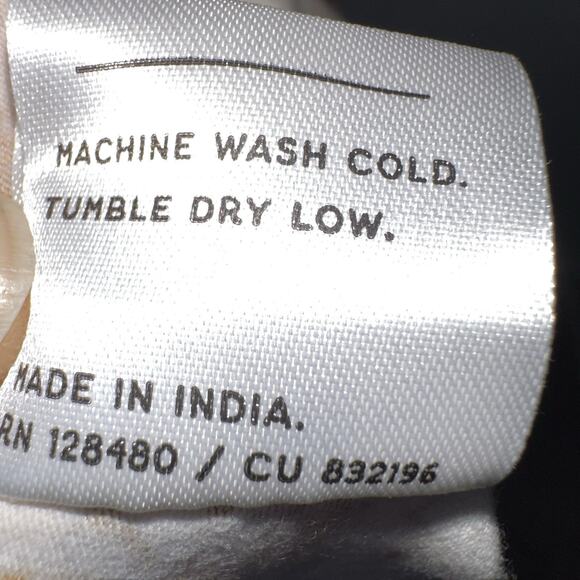 MACHINE WASH COLD.
TUMBLE DRY LOW.
MADE IN INDIA.
RN 128480 / CU 832196